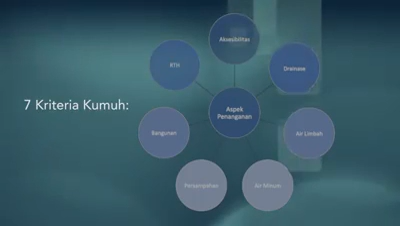 7 Kriteria Kumuh:
Aksesibilitas
Drainase
Air Limbah
Air Minum
Persampahan
Bangunan
RTH
Aspek
Penanganan